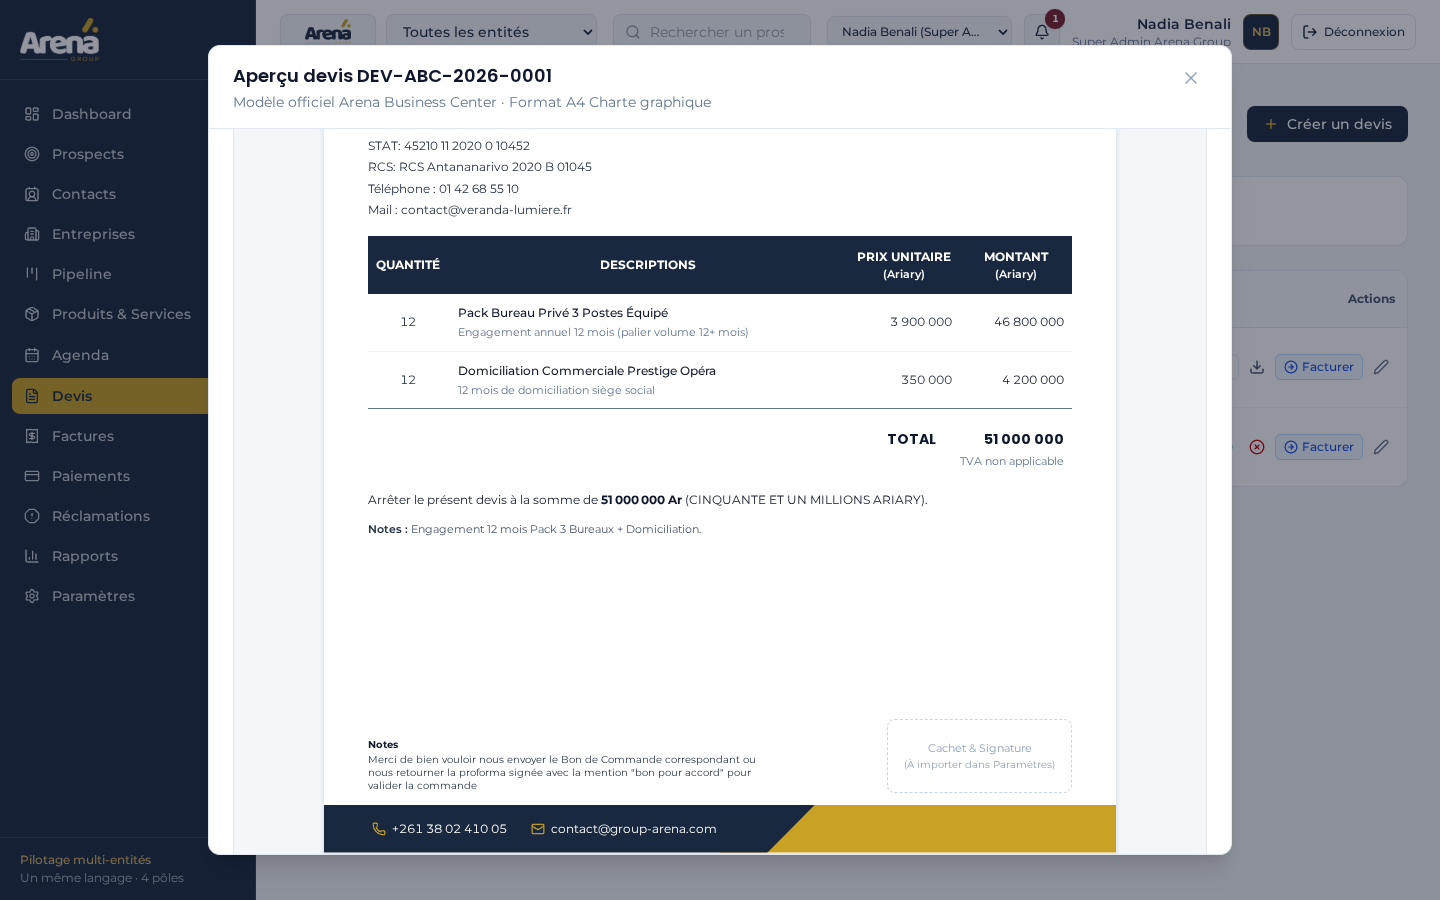 Arena
GROUP
Dashboard
Prospects
Contacts
Entreprises
Pipeline
Produits & Services
Agenda
Devis
Factures
Paiements
Réclamations
Rapports
Paramètres
Pilotage multi-entités
Un même langage · 4 pôles
Arena
Toutes les entités
Rechercher un pros
Nadia Benali (Super A...
1
Nadia Benali
Super Admin Arena Group
NB
Déconnexion
Créer un devis
Actions
Facturer
Facturer
Aperçu devis DEV-ABC-2026-0001
Modèle officiel Arena Business Center · Format A4 Charte graphique
STAT: 45210 11 2020 0 10452
RCS: RCS Antananarivo 2020 B 01045
Téléphone : 01 42 68 55 10
Mail : contact@veranda-lumiere.fr
QUANTITÉ DESCRIPTIONS PRIX UNITAIRE (Ariary) MONTANT (Ariary)
12 Pack Bureau Privé 3 Postes Équipé 3 900 000 46 800 000
Engagement annuel 12 mois (palier volume 12+ mois)
12 Domiciliation Commerciale Prestige Opéra 350 000 4 200 000
12 mois de domiciliation siège social
TOTAL 51 000 000
TVA non applicable
Arrêter le présent devis à la somme de 51 000 000 Ar (CINQUANTE ET UN MILLIONS ARIARY).
Notes : Engagement 12 mois Pack 3 Bureaux + Domiciliation.
Notes
Merci de bien vouloir nous envoyer le Bon de Commande correspondant ou
nous retourner la proforma signée avec la mention "bon pour accord" pour
valider la commande
Cachet & Signature
(À importer dans Paramètres)
+261 38 02 410 05 contact@group-arena.com